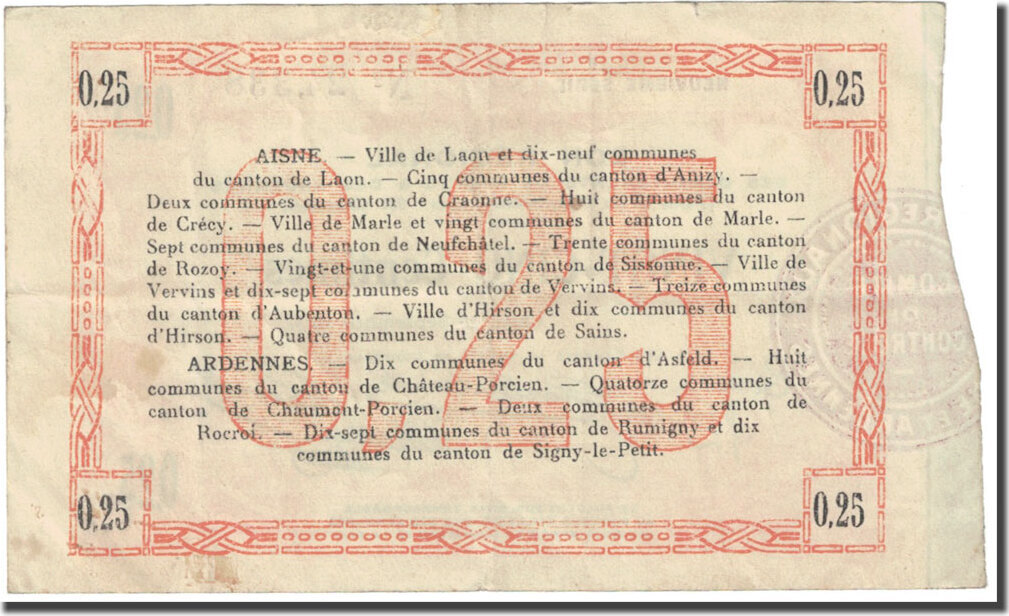 0,25 0,25
AISNE. — Ville de Laon et dix-neuf communes
du canton de Laon. — Cinq communes du canton d'Anizy. —
Deux communes du canton de Craonne. — Huit communes du canton
de Crécy. — Ville de Marle et vingt communes du canton de Marle. —
Sept communes du canton de Neufchâtel. — Trente communes du canton
de Rozoy. — Vingt-et-une communes du canton de Sissonne. — Ville de
Vervins et dix-sept communes du canton de Vervins. — Treize communes
du canton d'Aubenton. — Ville d'Hirson et dix communes du canton
d'Hirson. — Quatre communes du canton de Sains.
ARDENNES. — Dix communes du canton d'Asfeld. — Huit
communes du canton de Château-Porcien. — Quatorze communes du
canton de Chaumont-Porcien. — Deux communes du canton de
Rocroi. — Dix-sept communes du canton de Rumigny et dix
communes du canton de Signy-le-Petit.
0,25
0,25 0,25